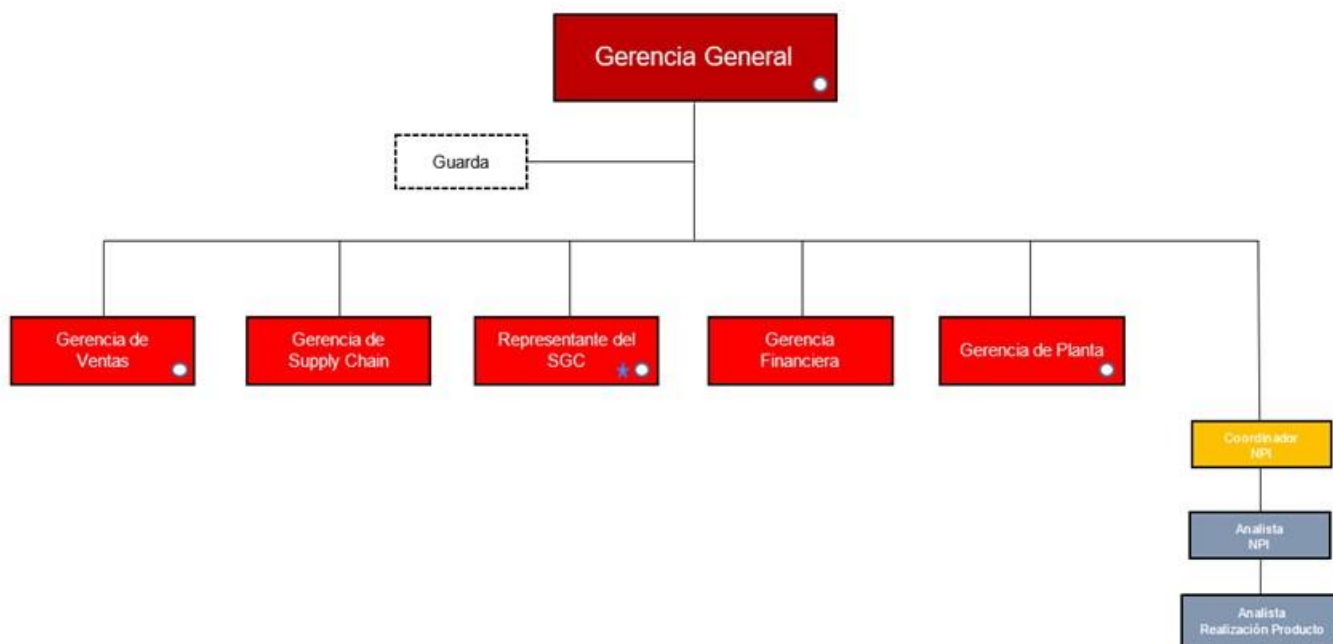 Gerencia General
Guarda
Gerencia de
Ventas
Gerencia de
Supply Chain
Representante del
SGC
Gerencia
Financiera
Gerencia de Planta
Coordinador
NPI
Analista
NPI
Analista
Realización Producto